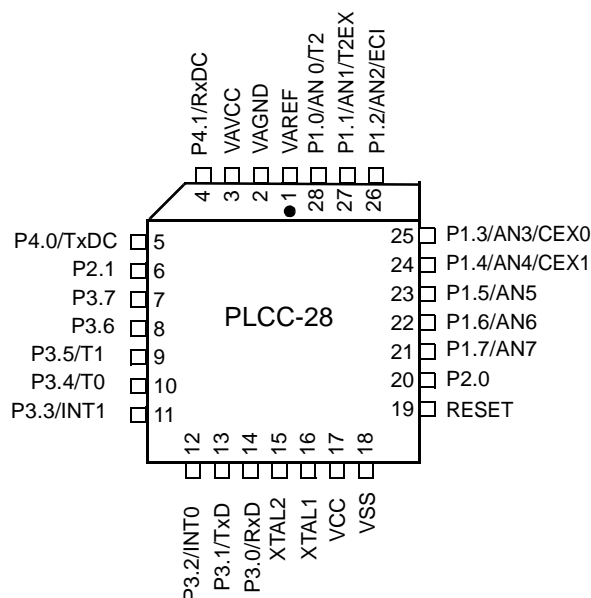 P4.1/RxDC
VAVCC
VAGND
VAREF
P1.0/AN 0/T2
P1.1/AN1/T2EX
P1.2/AN2/ECI
4
3
2
1
28
27
26
P4.0/TxDC
5
P2.1
6
P3.7
7
P3.6
8
P3.5/T1
9
P3.4/T0
10
P3.3/INT1
11
PLCC-28
25
P1.3/AN3/CEX0
24
P1.4/AN4/CEX1
23
P1.5/AN5
22
P1.6/AN6
21
P1.7/AN7
20
P2.0
19
RESET
12
13
14
15
16
17
18
P3.2/INT0
P3.1/TxD
P3.0/RxD
XTAL2
XTAL1
VCC
VSS